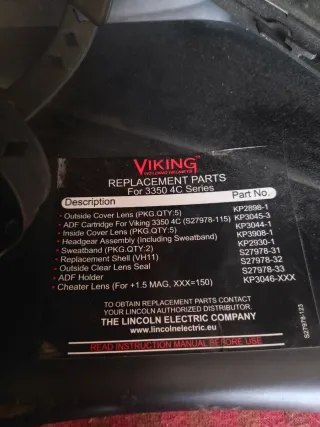 VIKING™
WELDING HELMETS
REPLACEMENT PARTS
For 3350 4C Series
Description Part No.
• Outside Cover Lens (PKG.QTY:5) KP2898-1
• ADF Cartridge For Viking 3350 4C (S27978-115) KP3045-3
• Inside Cover Lens (PKG.QTY:5) KP3044-1
• Headgear Assembly (Including Sweatband) KP3908-1
• Sweatband (PKG.QTY:2) KP2930-1
• Replacement Shell (VH11) S27978-31
• Outside Clear Lens Seal S27978-32
• ADF Holder S27978-33
• Cheater Lens (For +1.5 MAG, XXX=150) KP3046-XXX
TO OBTAIN REPLACEMENT PARTS CONTACT
YOUR LINCOLN AUTHORIZED DISTRIBUTOR.
THE LINCOLN ELECTRIC COMPANY
www.lincolnelectric.eu
READ INSTRUCTION MANUAL BEFORE USE
S27978-123